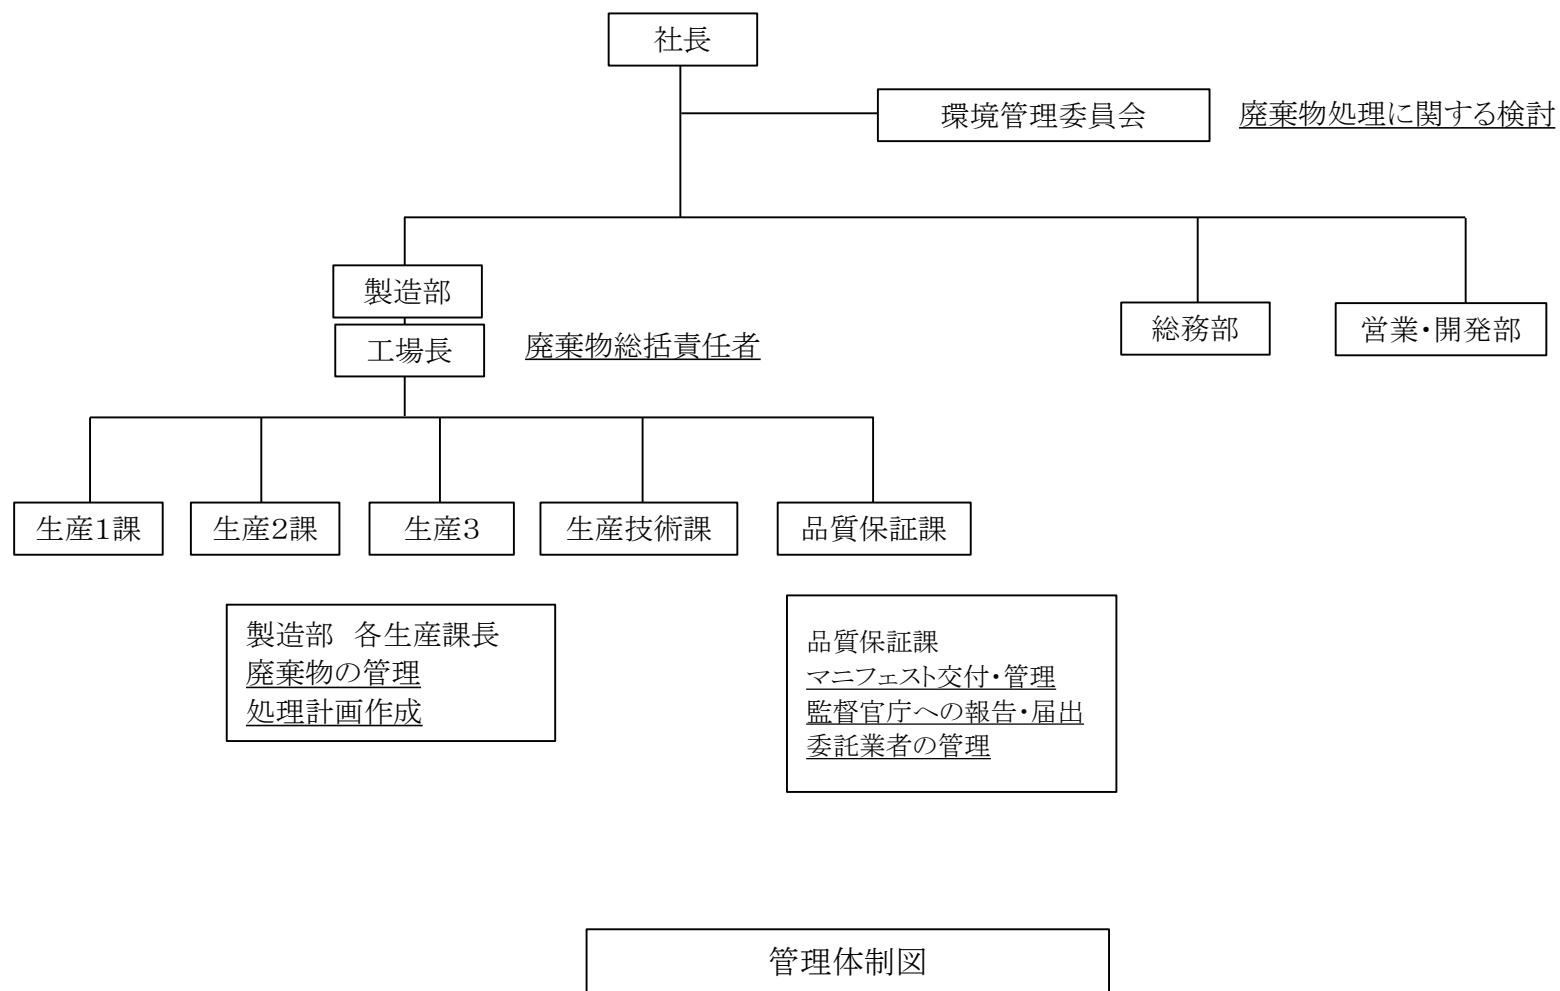 社長
環境管理委員会
廃棄物処理に関する検討
製造部
工場長
廃棄物総括責任者
総務部
営業・開発部
生産1課
生産2課
生産3
生産技術課
品質保証課
製造部　各生産課長
廃棄物の管理
処理計画作成
品質保証課
マニフェスト交付・管理
監督官庁への報告・届出
委託業者の管理
管理体制図